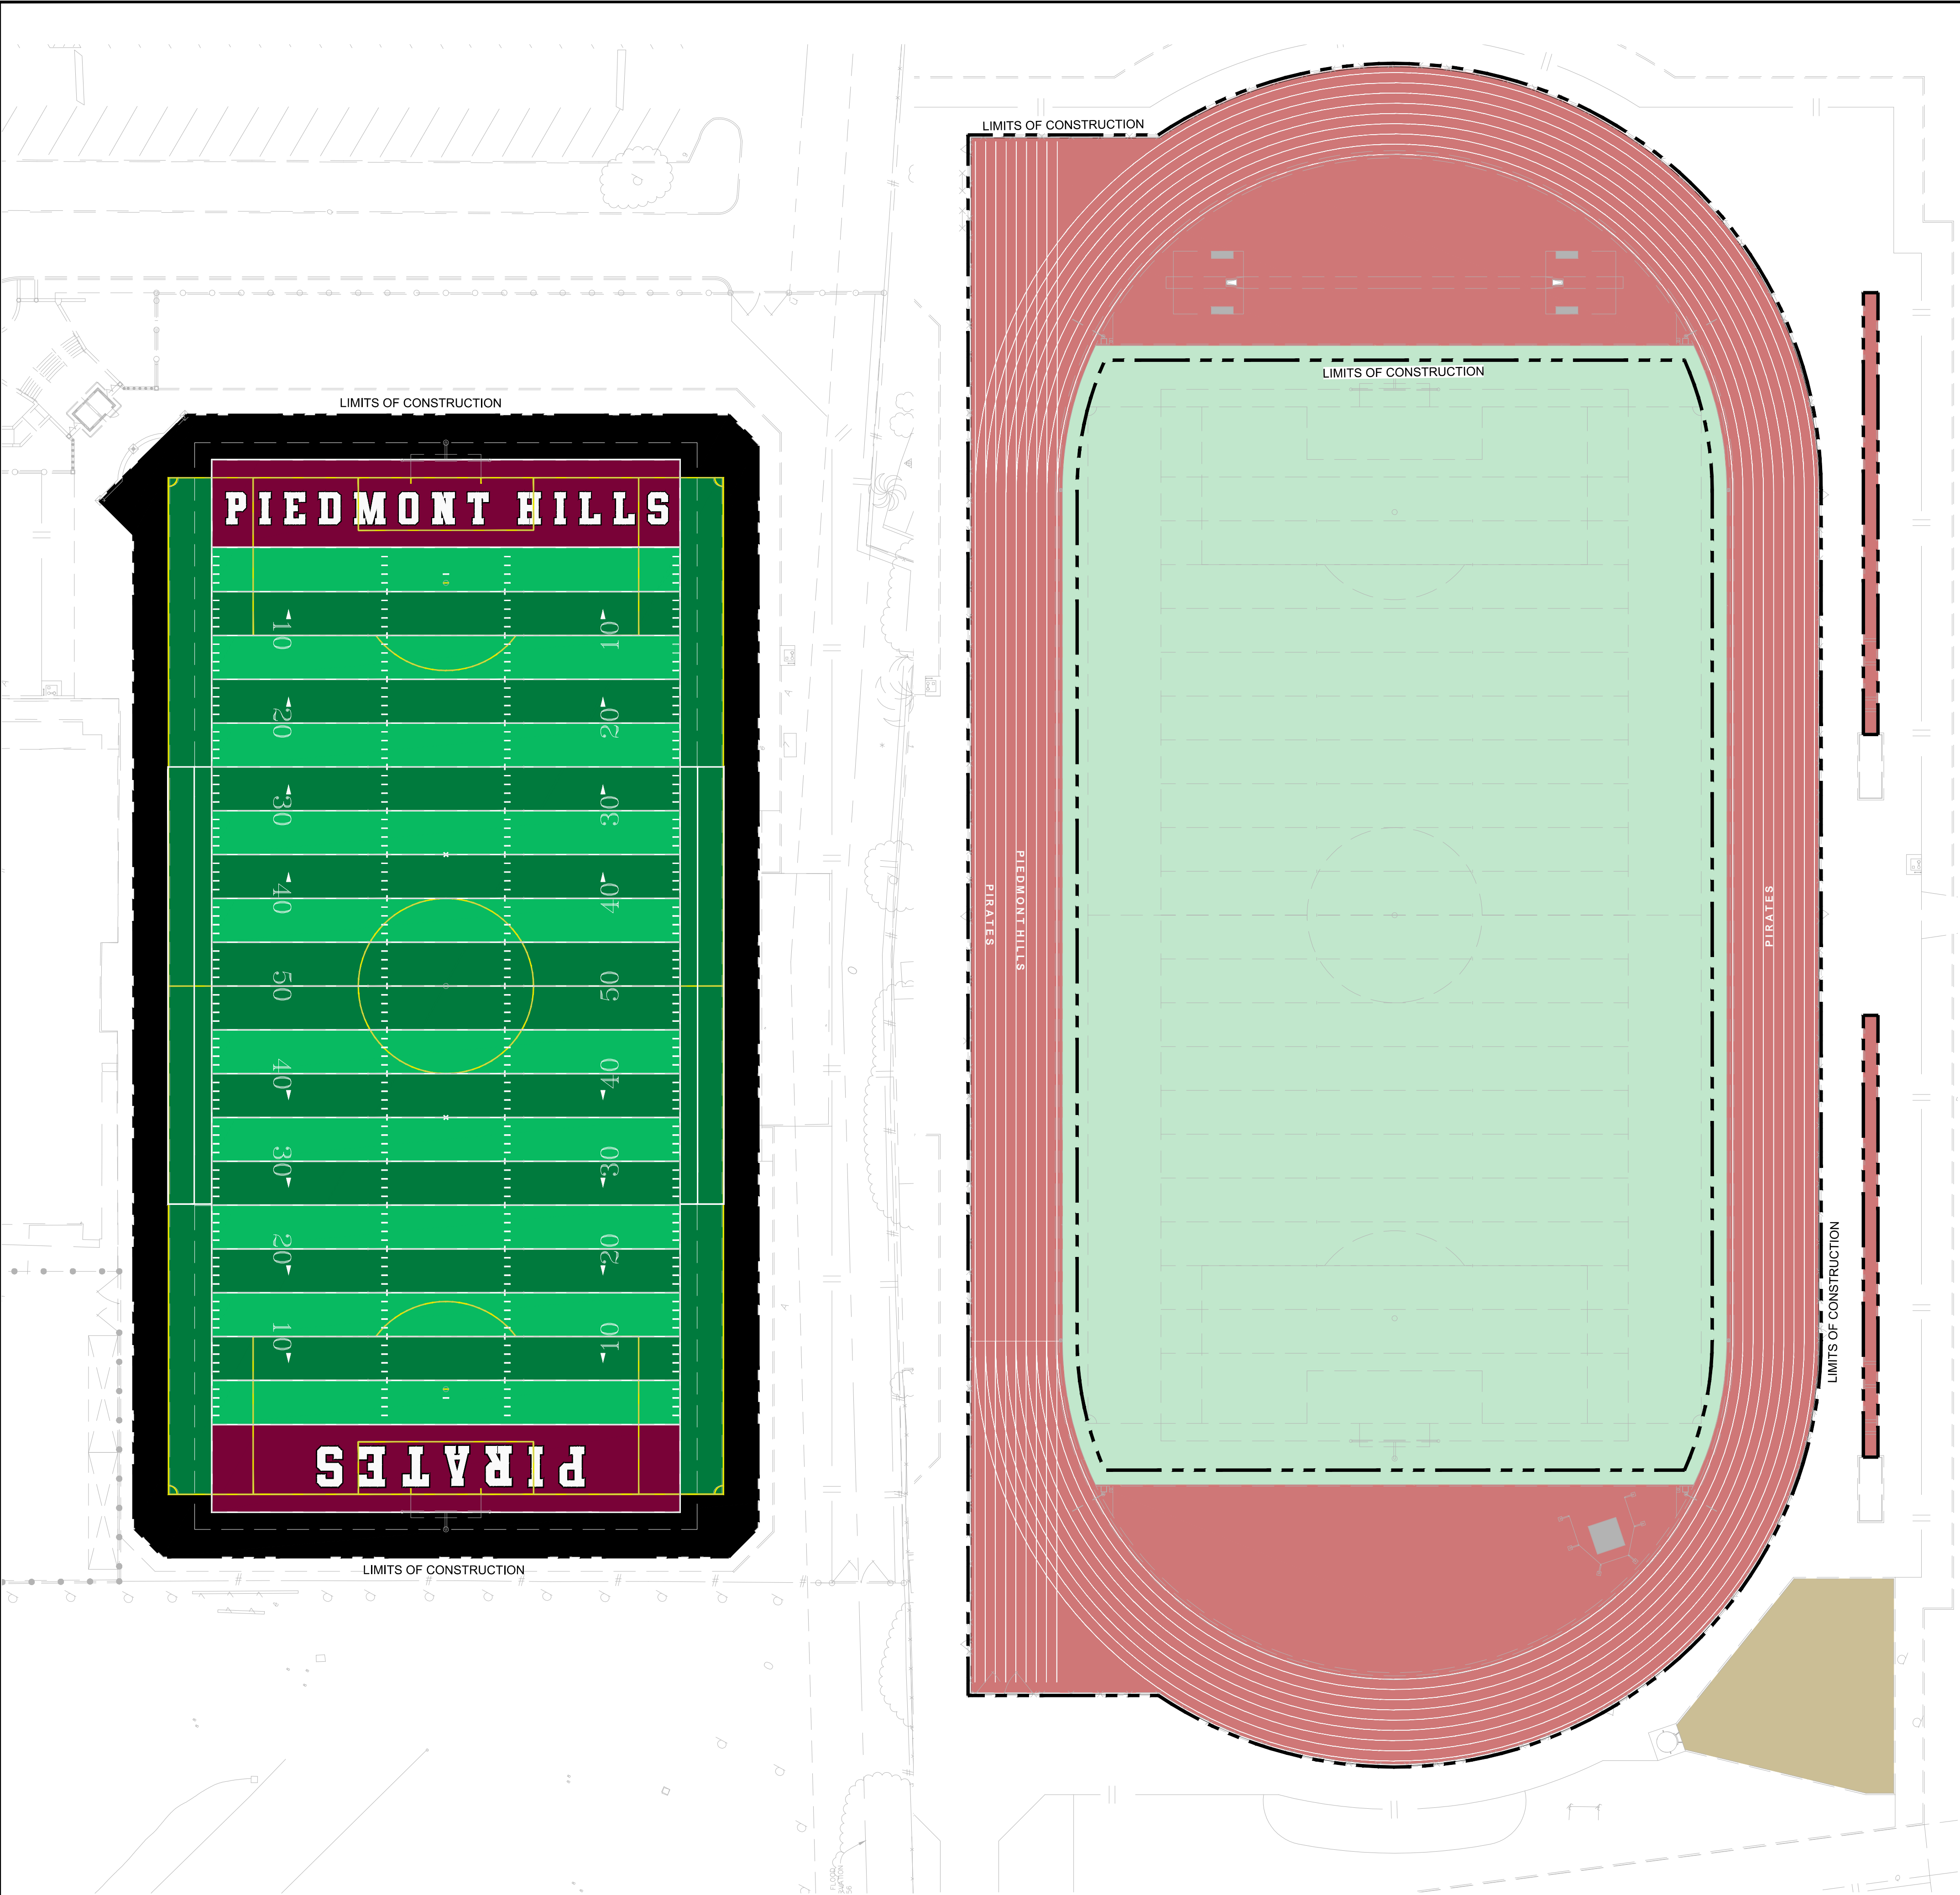 LIMITS OF CONSTRUCTION
LIMITS OF CONSTRUCTION
LIMITS OF CONSTRUCTION
PIEDMONT HILLS
10 10
20 20
30 30
40 40
50 50
40 40
30 30
20 20
10 10
PIRATES
LIMITS OF CONSTRUCTION
PIRATES
PIEDMONT HILLS
PIRATES
LIMITS OF CONSTRUCTION
FLOOD